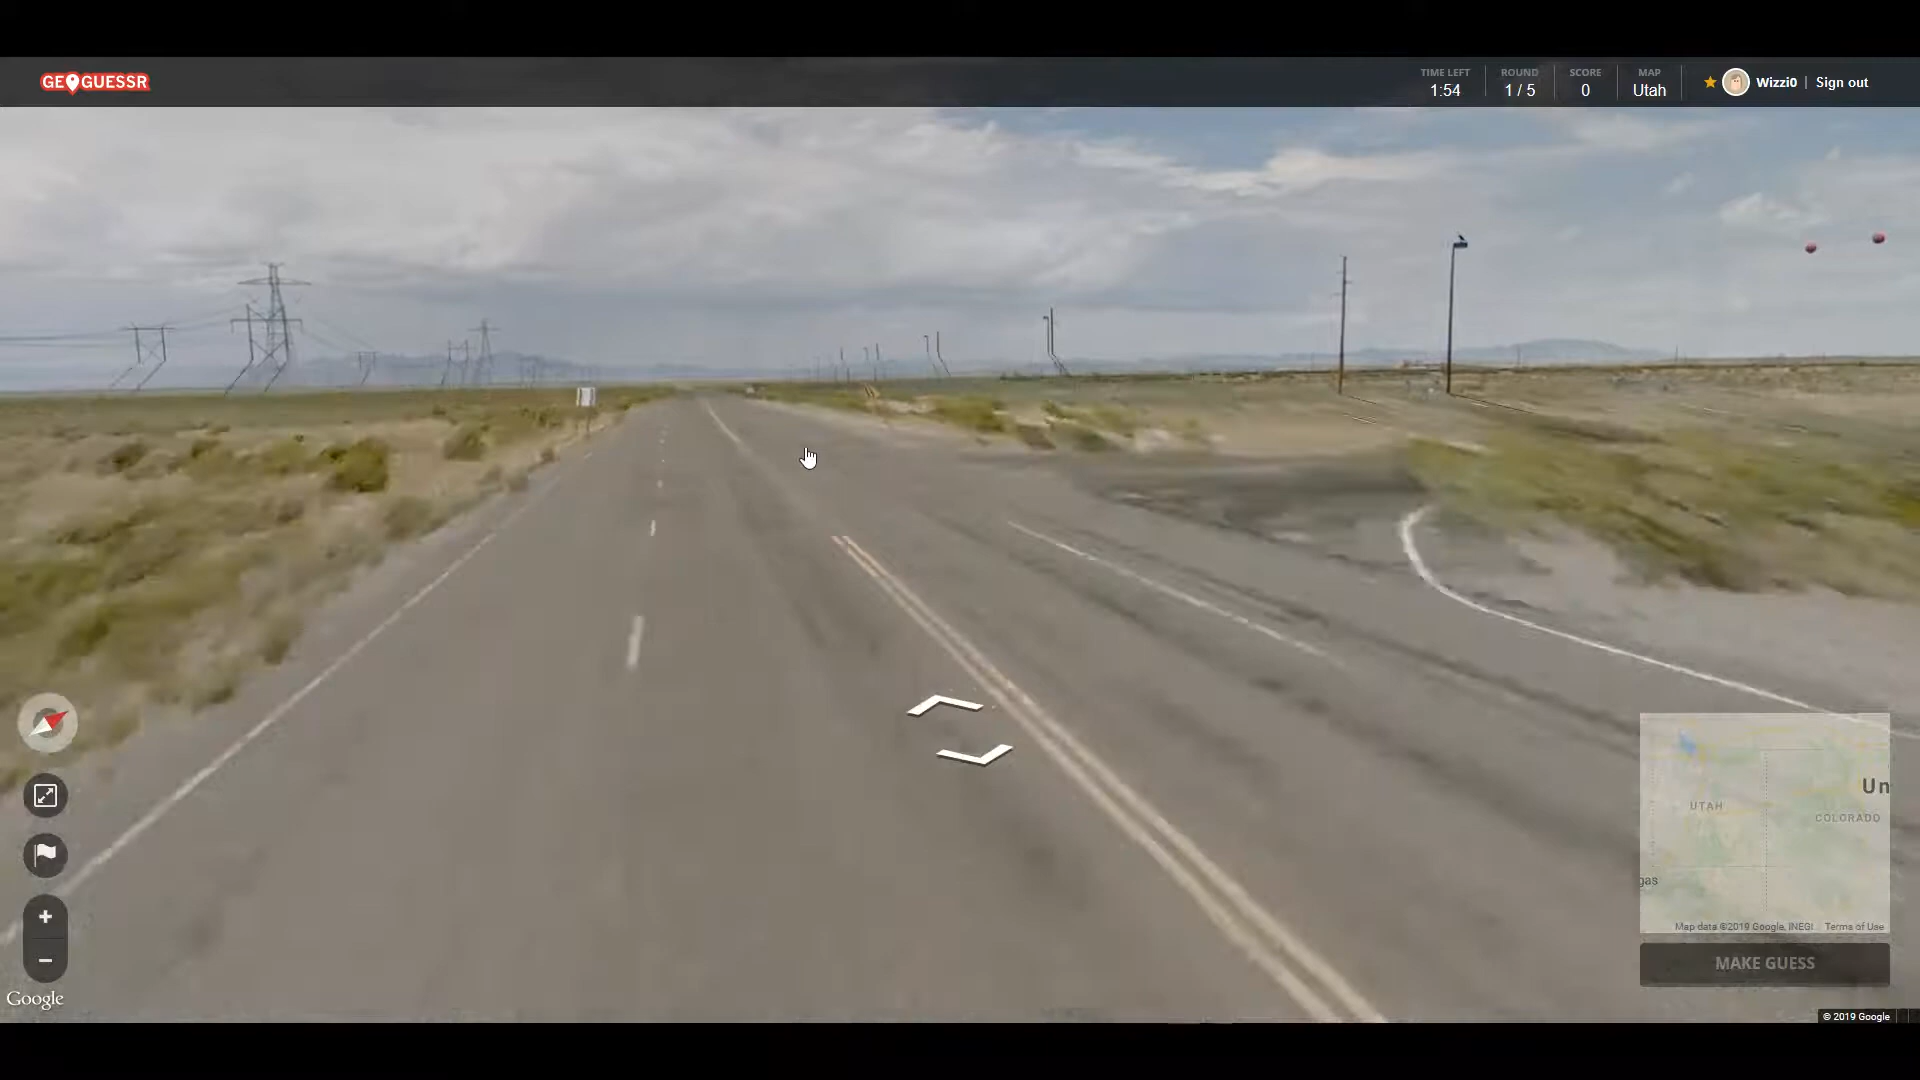 GEOGUESSR
TIME LEFT
1:54
ROUND
1 / 5
SCORE
0
MAP
Utah
Wizzi0 | Sign out
Un
UTAH
COLORADO
gas
Map data ©2019 Google, INEGI
Terms of Use
MAKE GUESS
Google
© 2019 Google